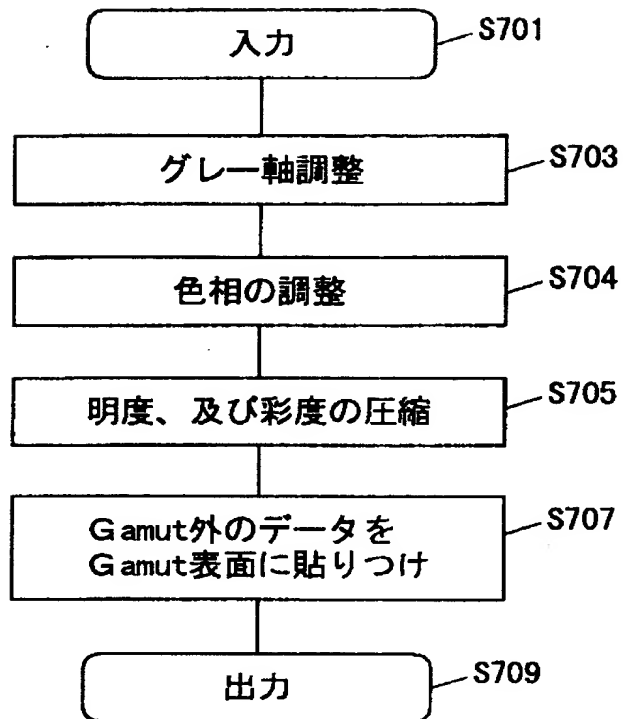 入力
S701
グレー軸調整
S703
色相の調整
S704
明度、及び彩度の圧縮
S705
Gamut外のデータを
Gamut表面に貼りつけ
S707
出力
S709